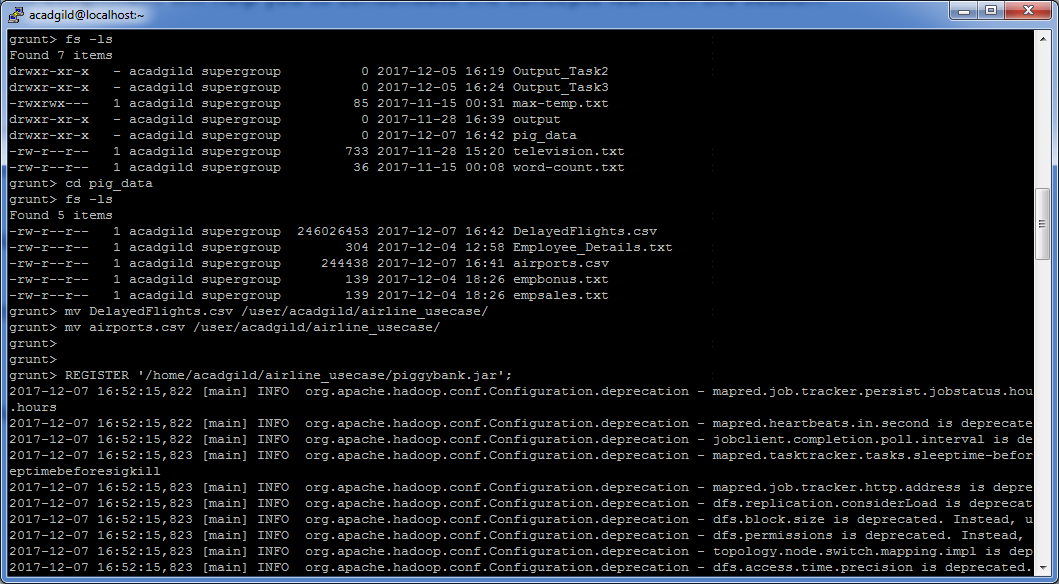 acadgild@localhost:~
grunt> fs -ls
Found 7 items
drwxr-xr-x   - acadgild supergroup          0 2017-12-05 16:19 Output_Task2
drwxr-xr-x   - acadgild supergroup          0 2017-12-05 16:24 Output_Task3
-rwxrwx---   1 acadgild supergroup         85 2017-11-15 00:31 max-temp.txt
drwxr-xr-x   - acadgild supergroup          0 2017-11-28 16:39 output
drwxr-xr-x   - acadgild supergroup          0 2017-12-07 16:42 pig_data
-rw-r--r--   1 acadgild supergroup        733 2017-11-28 15:20 television.txt
-rw-r--r--   1 acadgild supergroup         36 2017-11-15 00:08 word-count.txt
grunt> cd pig_data
grunt> fs -ls
Found 5 items
-rw-r--r--   1 acadgild supergroup  246026453 2017-12-07 16:42 DelayedFlights.csv
-rw-r--r--   1 acadgild supergroup        304 2017-12-04 12:58 Employee_Details.txt
-rw-r--r--   1 acadgild supergroup     244438 2017-12-07 16:41 airports.csv
-rw-r--r--   1 acadgild supergroup        139 2017-12-04 18:26 empbonus.txt
-rw-r--r--   1 acadgild supergroup        139 2017-12-04 18:26 empsales.txt
grunt> mv DelayedFlights.csv /user/acadgild/airline_usecase/
grunt> mv airports.csv /user/acadgild/airline_usecase/
grunt>
grunt>
grunt> REGISTER '/home/acadgild/airline_usecase/piggybank.jar';
2017-12-07 16:52:15,822 [main] INFO  org.apache.hadoop.conf.Configuration.deprecation - mapred.job.tracker.persist.jobstatus.hou
.hours
2017-12-07 16:52:15,822 [main] INFO  org.apache.hadoop.conf.Configuration.deprecation - mapred.heartbeats.in.second is deprecate
2017-12-07 16:52:15,822 [main] INFO  org.apache.hadoop.conf.Configuration.deprecation - jobclient.completion.poll.interval is de
2017-12-07 16:52:15,823 [main] INFO  org.apache.hadoop.conf.Configuration.deprecation - mapred.tasktracker.tasks.sleeptime-befor
eptimebeforesigkill
2017-12-07 16:52:15,823 [main] INFO  org.apache.hadoop.conf.Configuration.deprecation - mapred.job.tracker.http.address is depre
2017-12-07 16:52:15,823 [main] INFO  org.apache.hadoop.conf.Configuration.deprecation - dfs.replication.considerLoad is deprecat
2017-12-07 16:52:15,823 [main] INFO  org.apache.hadoop.conf.Configuration.deprecation - dfs.block.size is deprecated. Instead, u
2017-12-07 16:52:15,823 [main] INFO  org.apache.hadoop.conf.Configuration.deprecation - dfs.permissions is deprecated. Instead,
2017-12-07 16:52:15,823 [main] INFO  org.apache.hadoop.conf.Configuration.deprecation - topology.node.switch.mapping.impl is dep
2017-12-07 16:52:15,823 [main] INFO  org.apache.hadoop.conf.Configuration.deprecation - dfs.access.time.precision is deprecated.